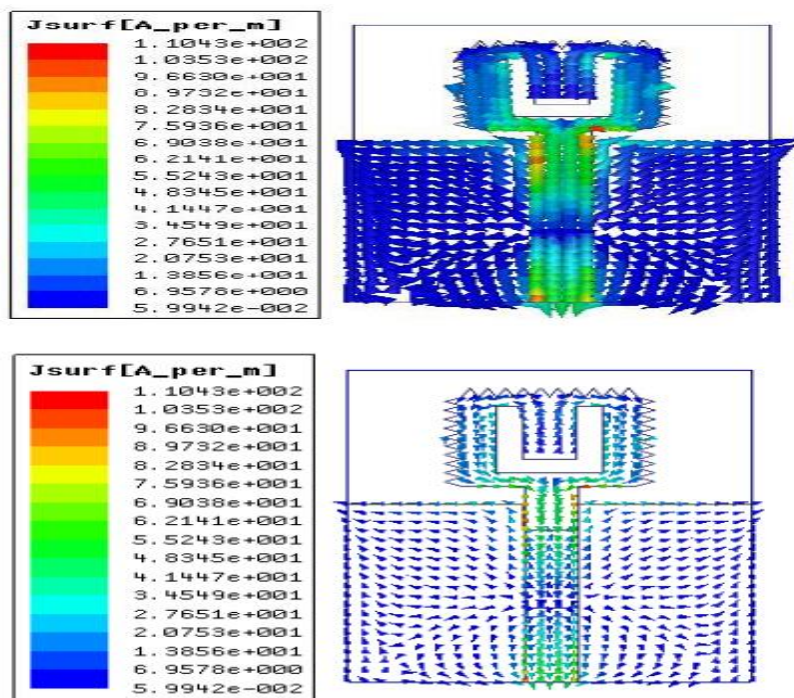 Jsurf[A_per_m]
1.1043e+002
1.0353e+002
9.6630e+001
8.9732e+001
8.2834e+001
7.5936e+001
6.9038e+001
6.2141e+001
5.5243e+001
4.8345e+001
4.1447e+001
3.4549e+001
2.7651e+001
2.0753e+001
1.3856e+001
6.9578e+000
5.9942e-002
Jsurf[A_per_m]
1.1043e+002
1.0353e+002
9.6630e+001
8.9732e+001
8.2834e+001
7.5936e+001
6.9038e+001
6.2141e+001
5.5243e+001
4.8345e+001
4.1447e+001
3.4549e+001
2.7651e+001
2.0753e+001
1.3856e+001
6.9578e+000
5.9942e-002